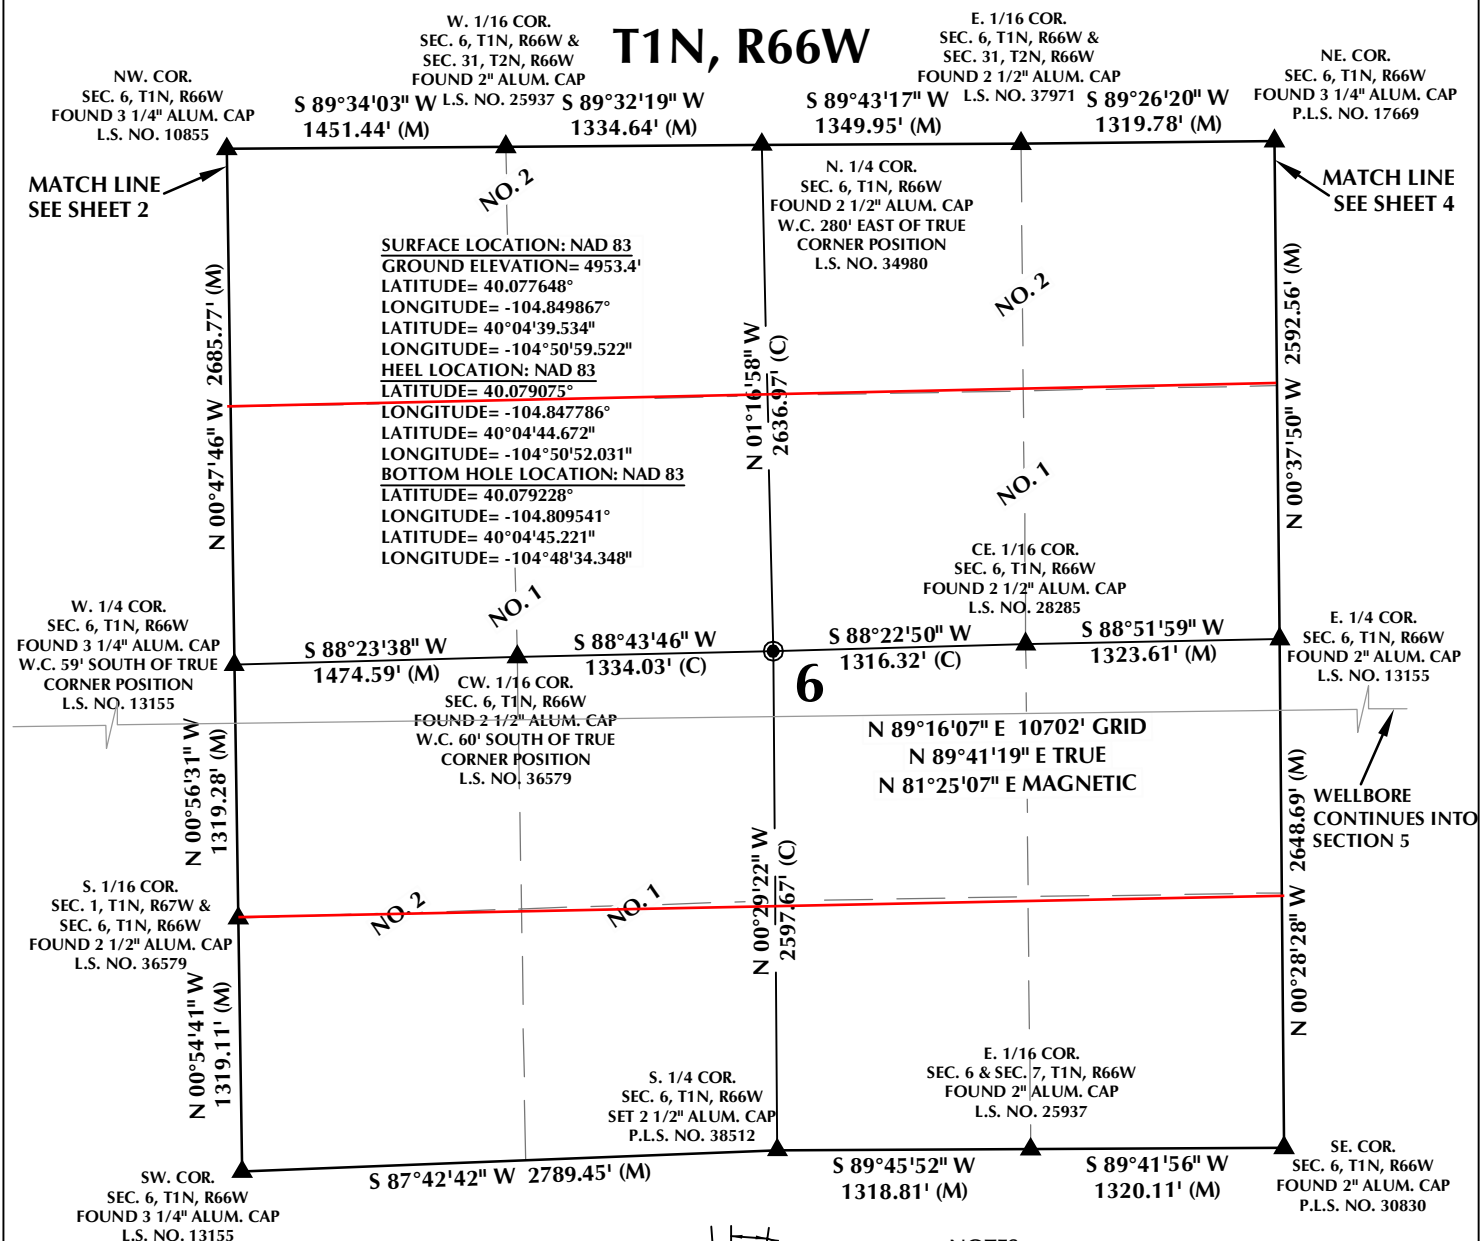 T1N, R66W
W. 1/16 COR.
SEC. 6, T1N, R66W &
SEC. 31, T2N, R66W
FOUND 2" ALUM. CAP
L.S. NO. 25937
E. 1/16 COR.
SEC. 6, T1N, R66W &
SEC. 31, T2N, R66W
FOUND 2 1/2" ALUM. CAP
L.S. NO. 37971
NW. COR.
SEC. 6, T1N, R66W
FOUND 3 1/4" ALUM. CAP
L.S. NO. 10855
NE. COR.
SEC. 6, T1N, R66W
FOUND 3 1/4" ALUM. CAP
P.L.S. NO. 17669
S 89°34'03" W
1451.44' (M)
S 89°32'19" W
1334.64' (M)
S 89°43'17" W
1349.95' (M)
S 89°26'20" W
1319.78' (M)
MATCH LINE
SEE SHEET 2
MATCH LINE
SEE SHEET 4
N. 1/4 COR.
SEC. 6, T1N, R66W
FOUND 2 1/2" ALUM. CAP
W.C. 280' EAST OF TRUE
CORNER POSITION
L.S. NO. 34980
NO. 2
NO. 2
SURFACE LOCATION: NAD 83
GROUND ELEVATION= 4953.4'
LATITUDE= 40.077648°
LONGITUDE= -104.849867°
LATITUDE= 40°04'39.534"
LONGITUDE= -104°50'59.522"
HEEL LOCATION: NAD 83
LATITUDE= 40.079075°
LONGITUDE= -104.847786°
LATITUDE= 40°04'44.672"
LONGITUDE= -104°50'52.031"
BOTTOM HOLE LOCATION: NAD 83
LATITUDE= 40.079228°
LONGITUDE= -104.809541°
LATITUDE= 40°04'45.221"
LONGITUDE= -104°48'34.348"
N 00°47'46" W 2685.77' (M)
N 01°16'58" W
2636.97' (C)
N 00°37'50" W 2592.56' (M)
NO. 1
NO. 1
CE. 1/16 COR.
SEC. 6, T1N, R66W
FOUND 2 1/2" ALUM. CAP
L.S. NO. 28285
W. 1/4 COR.
SEC. 6, T1N, R66W
FOUND 3 1/4" ALUM. CAP
W.C. 59' SOUTH OF TRUE
CORNER POSITION
L.S. NO. 13155
E. 1/4 COR.
SEC. 6, T1N, R66W
FOUND 2" ALUM. CAP
L.S. NO. 13155
S 88°23'38" W
1474.59' (M)
S 88°43'46" W
1334.03' (C)
S 88°22'50" W
1316.32' (C)
S 88°51'59" W
1323.61' (M)
6
CW. 1/16 COR.
SEC. 6, T1N, R66W
FOUND 2 1/2" ALUM. CAP
W.C. 60' SOUTH OF TRUE
CORNER POSITION
L.S. NO. 36579
N 89°16'07" E 10702' GRID
N 89°41'19" E TRUE
N 81°25'07" E MAGNETIC
WELLBORE
CONTINUES INTO
SECTION 5
N 00°56'31" W
1319.28' (M)
N 00°29'22" W
2597.67' (C)
N 00°28'28" W 2648.69' (M)
S. 1/16 COR.
SEC. 1, T1N, R67W &
SEC. 6, T1N, R66W
FOUND 2 1/2" ALUM. CAP
L.S. NO. 36579
NO. 2
NO. 1
N 00°54'41" W
1319.11' (M)
S. 1/4 COR.
SEC. 6, T1N, R66W
SET 2 1/2" ALUM. CAP
P.L.S. NO. 38512
E. 1/16 COR.
SEC. 6 & SEC. 7, T1N, R66W
FOUND 2" ALUM. CAP
L.S. NO. 25937
SW. COR.
SEC. 6, T1N, R66W
FOUND 3 1/4" ALUM. CAP
L.S. NO. 13155
S 87°42'42" W 2789.45' (M)
S 89°45'52" W
1318.81' (M)
S 89°41'56" W
1320.11' (M)
SE. COR.
SEC. 6, T1N, R66W
FOUND 2" ALUM. CAP
P.L.S. NO. 30830